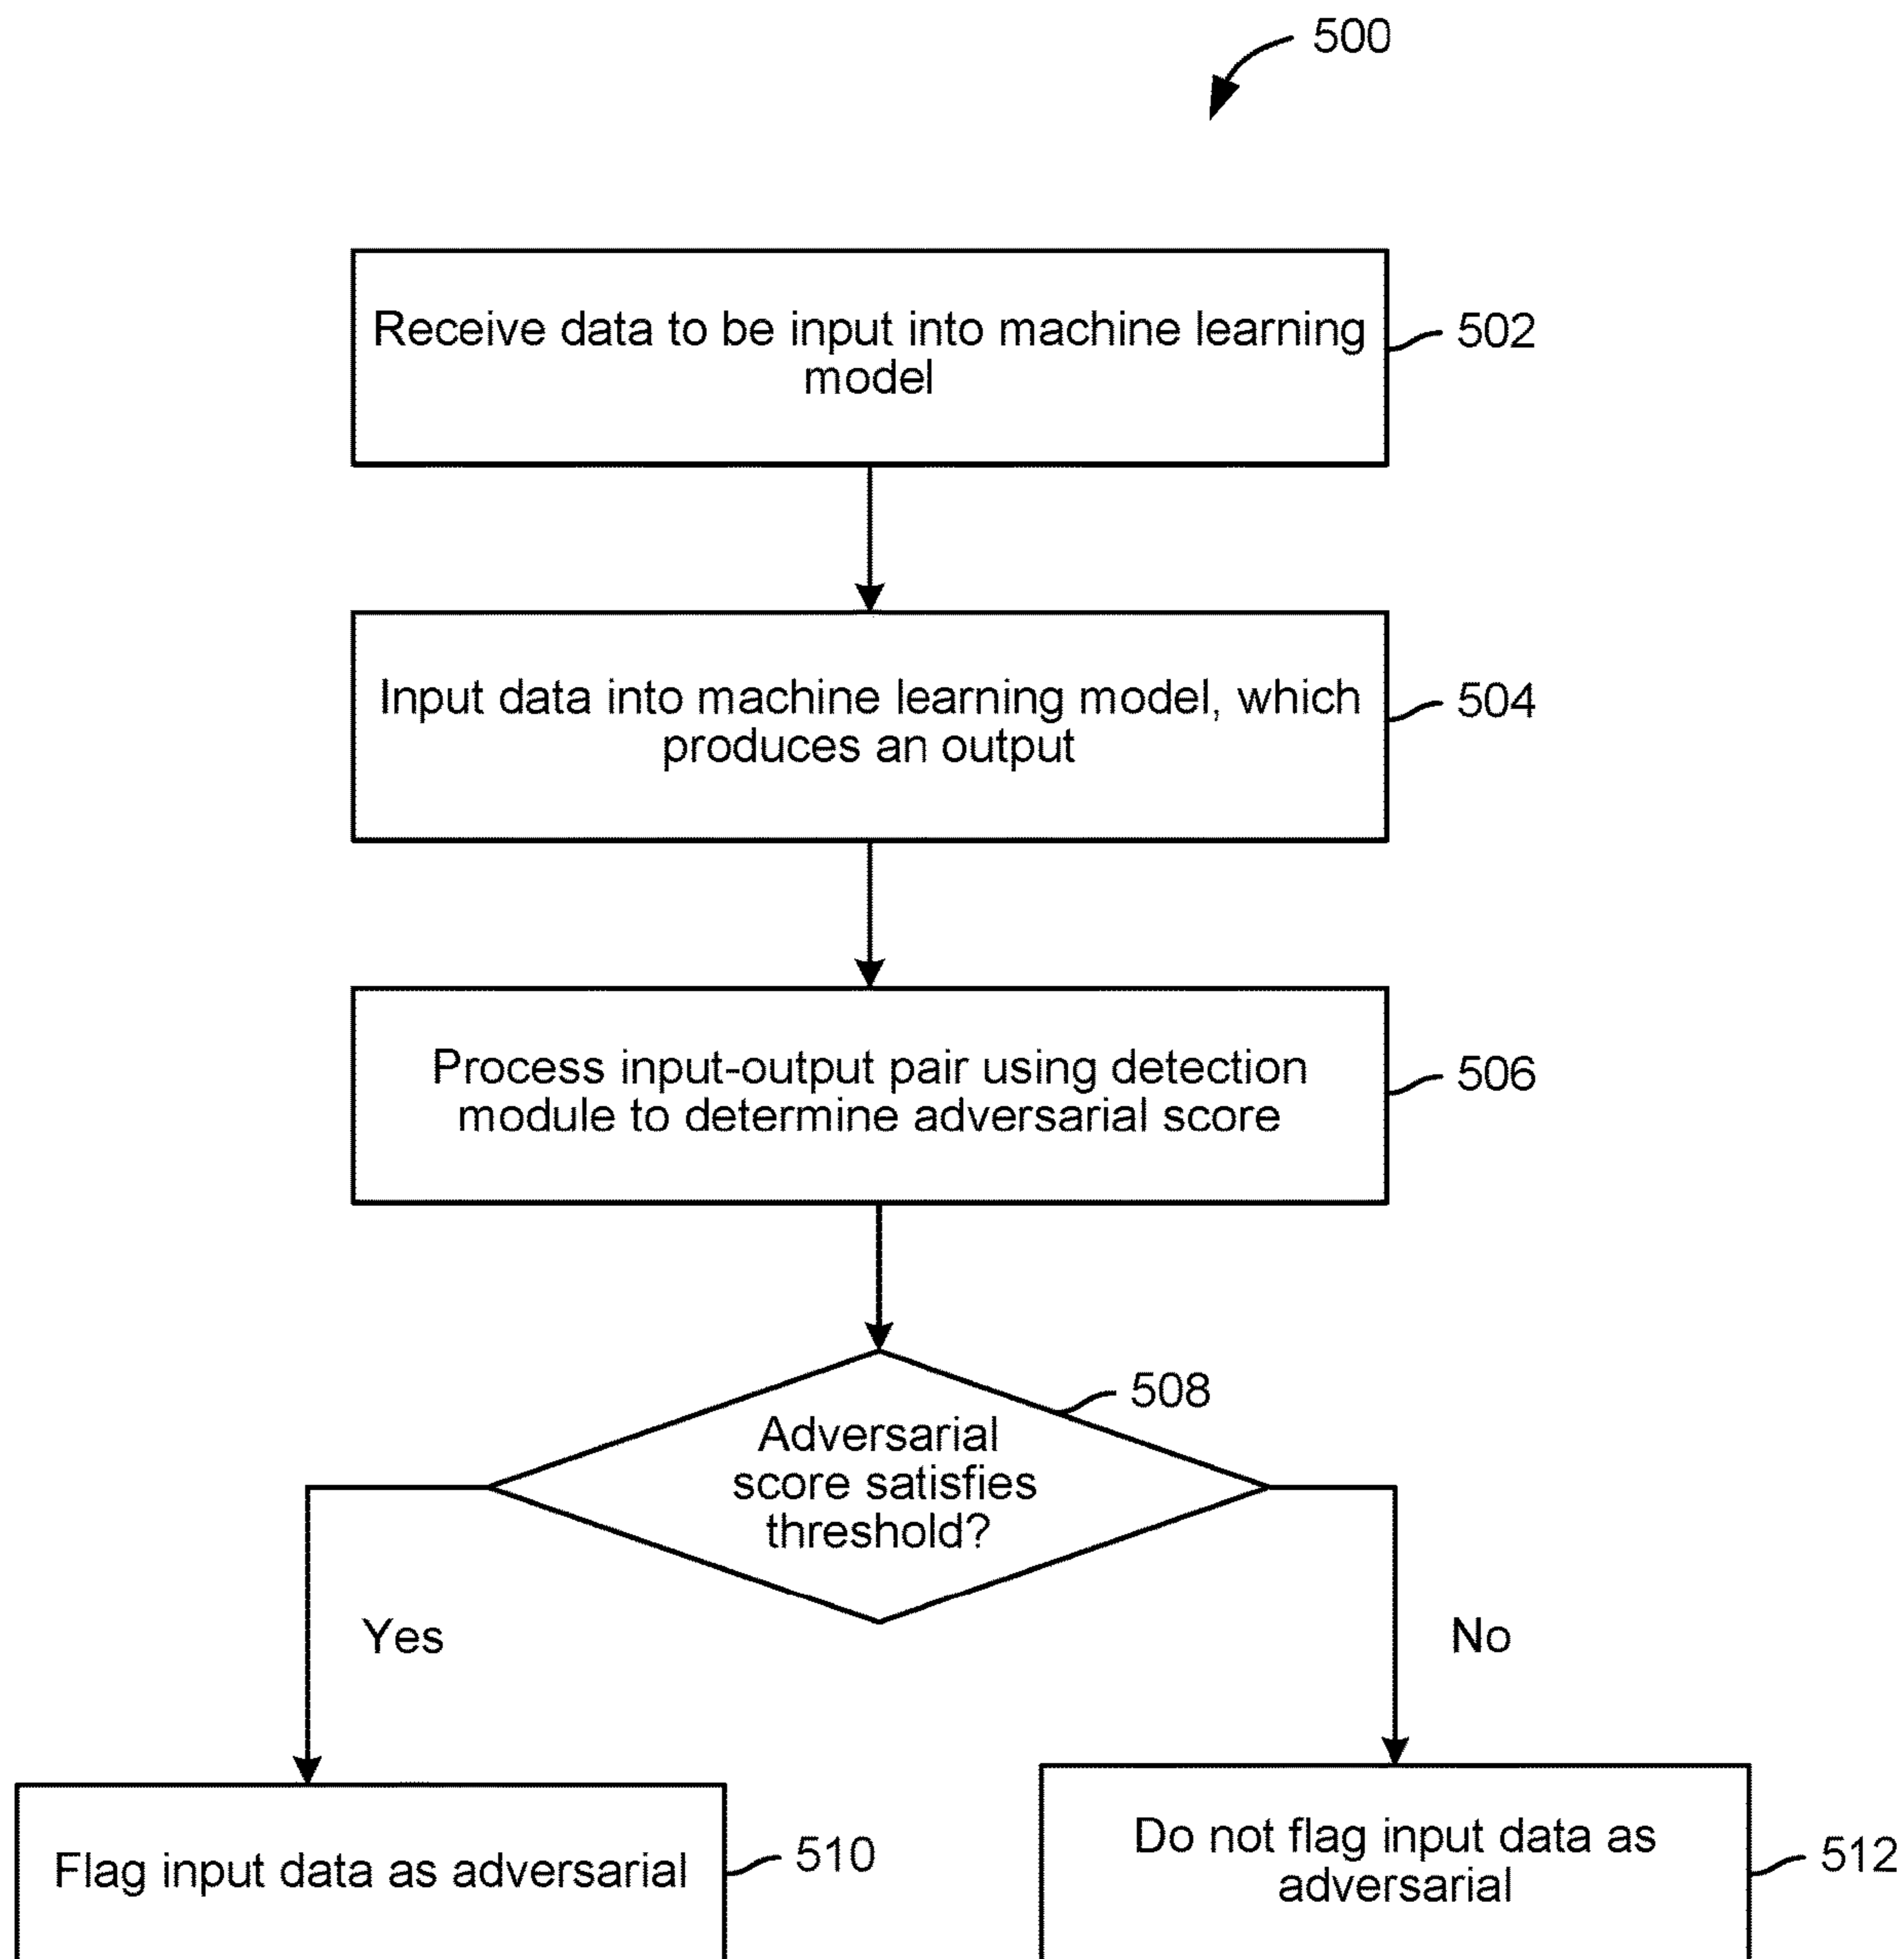 500
Receive data to be input into machine learning
model
502
Input data into machine learning model, which
produces an output
504
Process input-output pair using detection
module to determine adversarial score
506
508
Adversarial
score satisfies
threshold?
Yes
No
Flag input data as adversarial
510
Do not flag input data as
adversarial
512